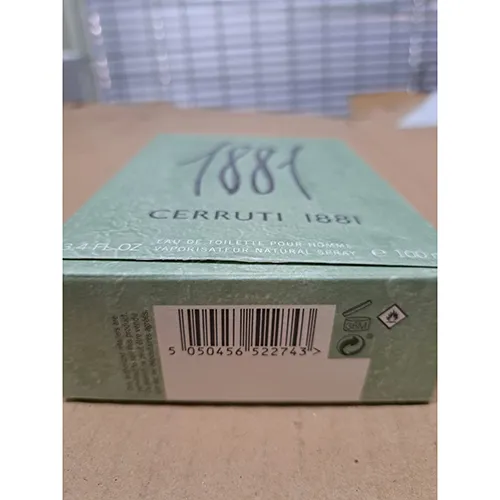 1881
CERRUTI 1881
3.4 FL.OZ EAU DE TOILETTE POUR HOMME e 100
VAPORISATEUR NATURAL SPRAY
5 050456 522743 >